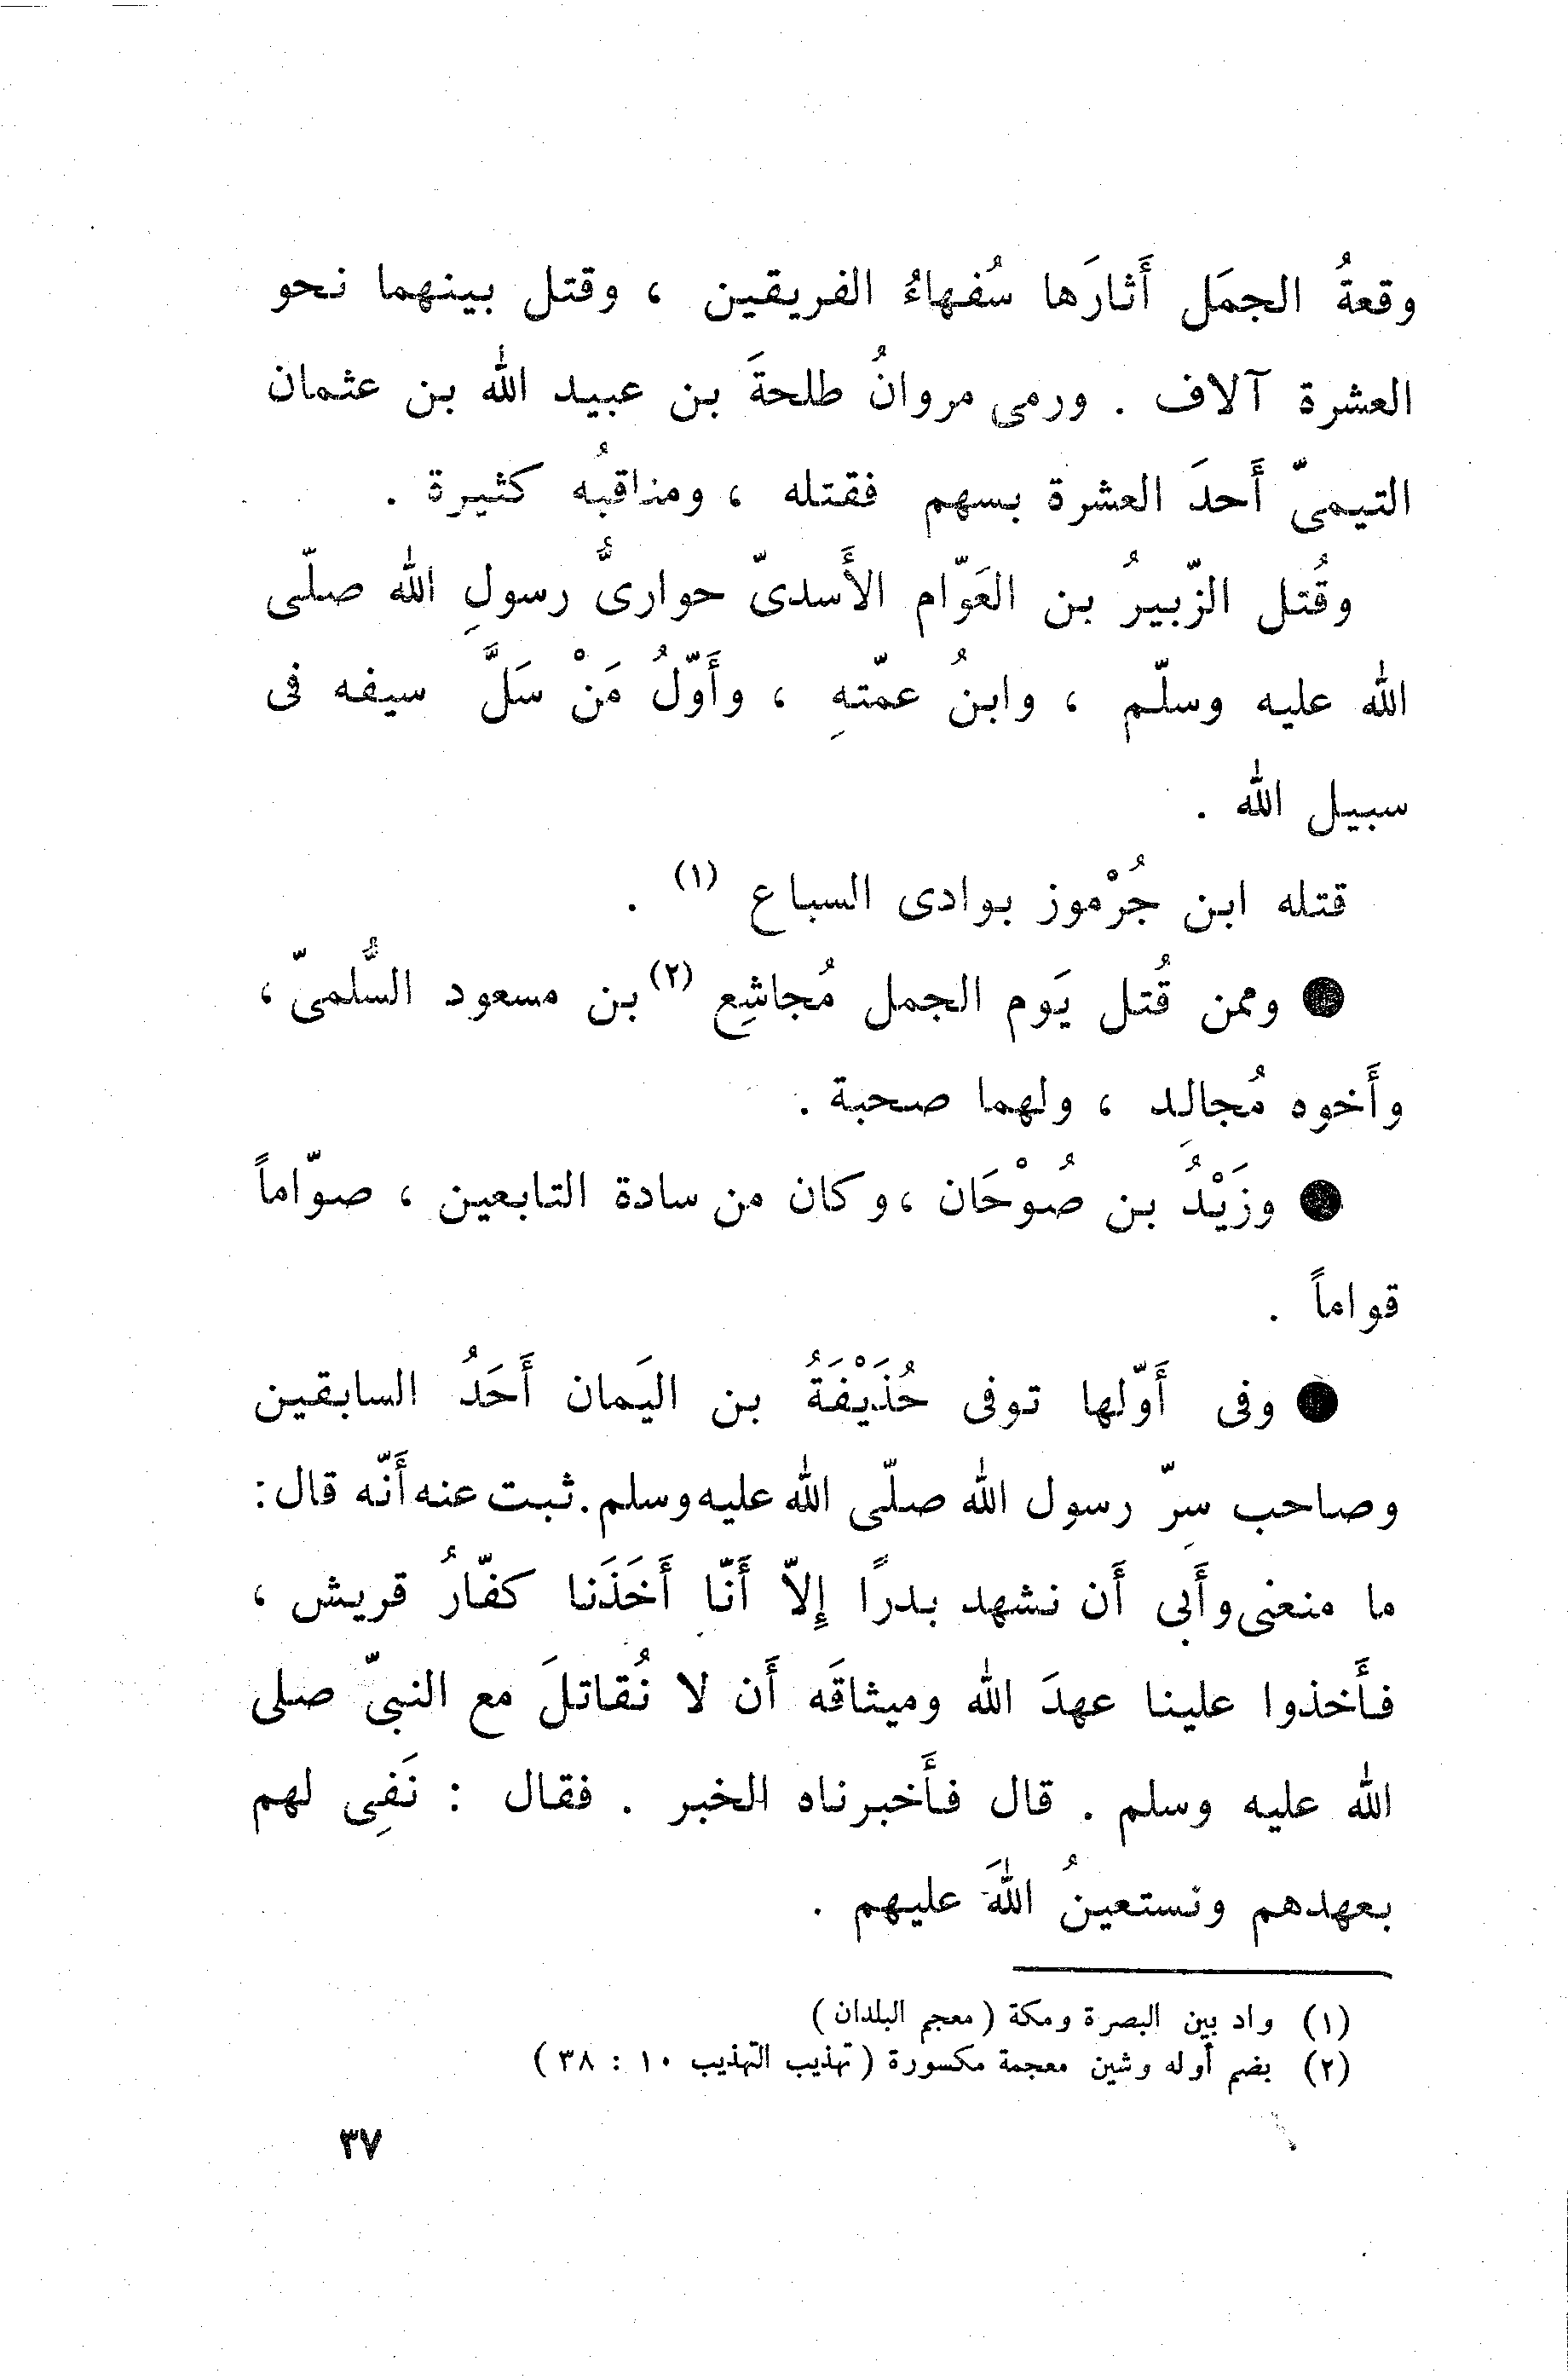 وقعةُ الجمَل أَثارَها سُفهاءُ الفريقين ، وقتل بينهما نحو
العشرة آلاف . ورمى مروانُ طلحةَ بن عبيد الله بن عثمان
التيمىّ أَحدَ العشرة بسهم فقتله ، ومناقبُه كثيرة .
وقُتل الزّبيرُ بن العَوّام الأَسدىّ حوارىُّ رسولِ الله صلّى
الله عليه وسلّم ، وابنُ عمّتهِ ، وأَوّلُ مَنْ سَلَّ سيفه فى
سبيل الله .
قتله ابن جُرْموز بوادى السباع (١) .
● وممن قُتل يَوم الجمل مُجاشِع (٢) بن مسعود السُّلمىّ ،
وأَخوه مُجالِد ، ولهما صحبة .
● وزَيْدُ بن صُوْحَان ، وكان من سادة التابعين ، صوّاماً
قواماً .
● وفى أَوّلها توفى حُذَيْفَةُ بن اليَمان أَحَدُ السابقين
وصاحب سِرّ رسول الله صلّى الله عليه وسلم . ثبت عنه أَنّه قال :
ما منعنى وأَبى أَن نشهد بدرًا إِلاّ أَنّا أَخَذَنا كفّارُ قريش ،
فأَخذوا علينا عهدَ الله وميثاقَه أَن لا نُقاتلَ مع النبىّ صلى
الله عليه وسلم . قال فأَخبرناه الخبر . فقال : نَفِى لهم
بعهدهم ونستعينُ اللهَ عليهم .
(١) واد بين البصرة ومكة ( معجم البلدان )
(٢) بضم أوله وشين معجمة مكسورة ( تهذيب التهذيب ١٠ : ٣٨ )
٣٧